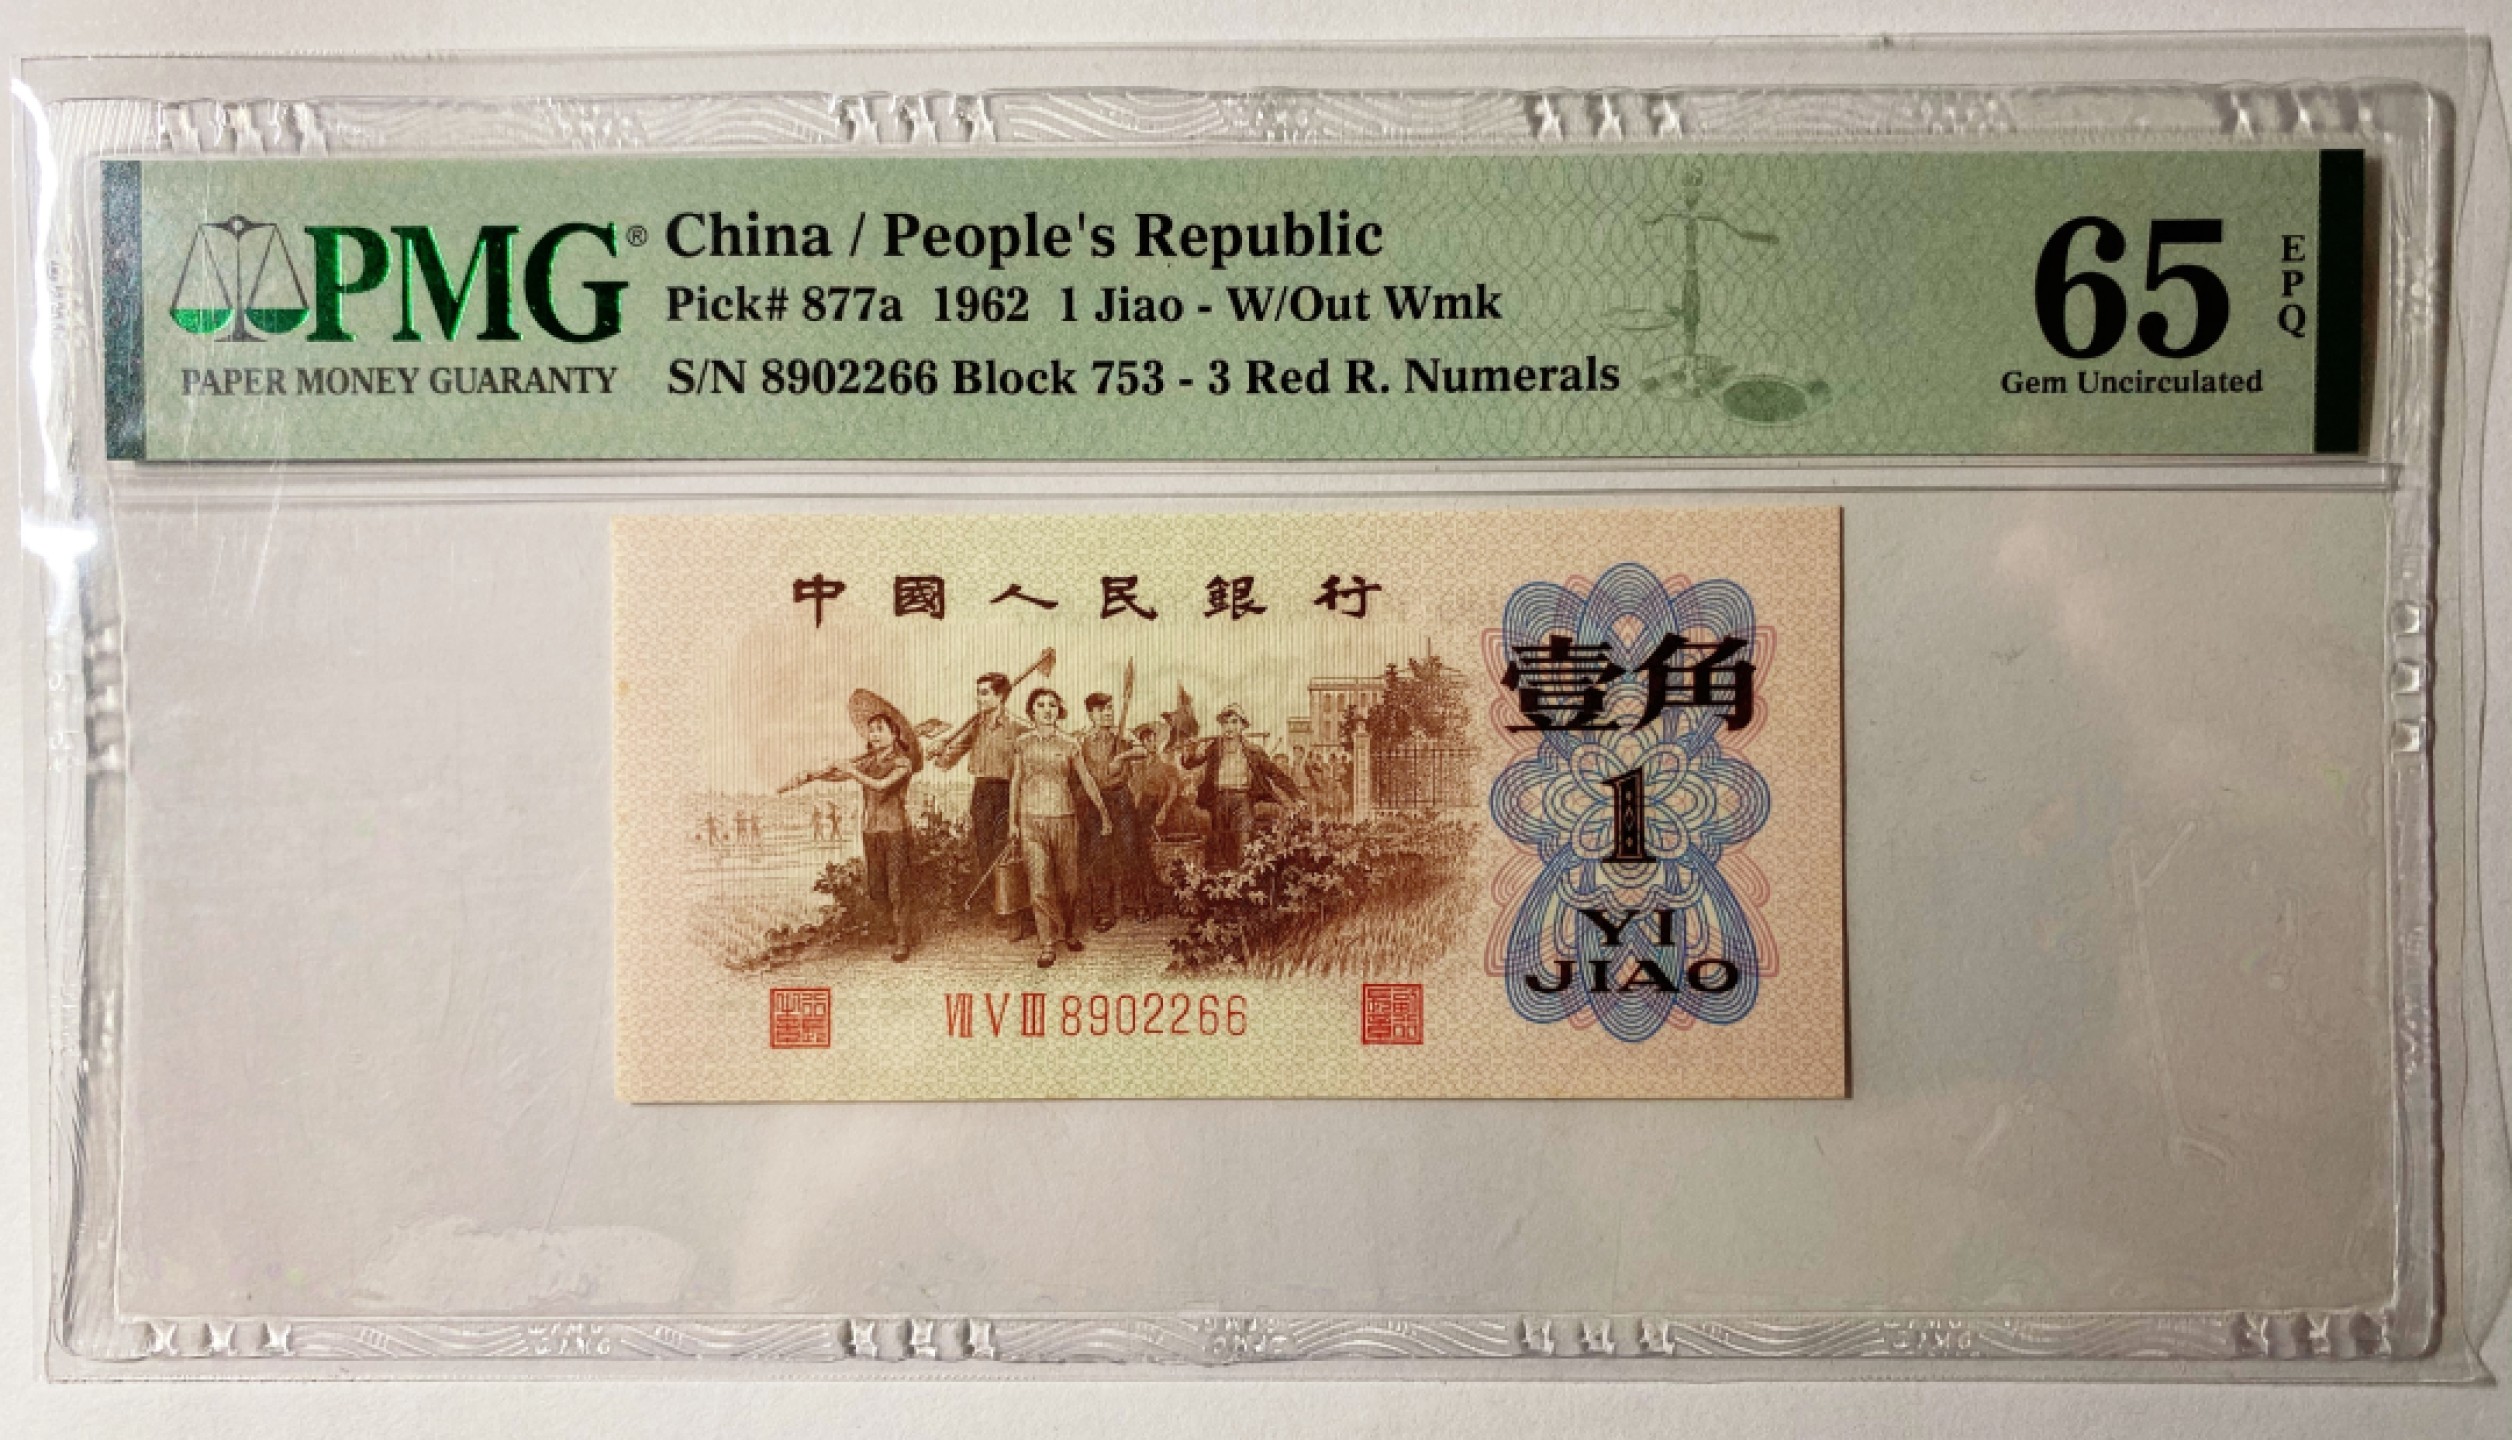 PMG®
PAPER MONEY GUARANTY
China / People's Republic
Pick# 877a 1962 1 Jiao - W/Out Wmk
S/N 8902266 Block 753 - 3 Red R. Numerals
65
EPQ
Gem Uncirculated
中國人民銀行
壹角
1
YI
JIAO
Ⅶ Ⅴ Ⅲ 8902266